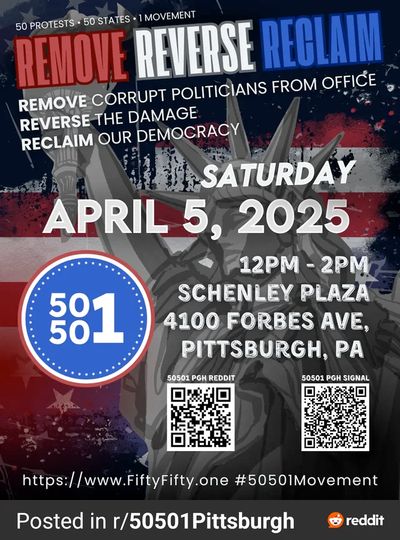 50 PROTESTS • 50 STATES • 1 MOVEMENT
REMOVE REVERSE RECLAIM
REMOVE CORRUPT POLITICIANS FROM OFFICE
REVERSE THE DAMAGE
RECLAIM OUR DEMOCRACY
SATURDAY
APRIL 5, 2025
12PM - 2PM
SCHENLEY PLAZA
4100 FORBES AVE,
PITTSBURGH, PA
50
50 1
50501 PGH REDDIT
50501 PGH SIGNAL
https://www.FiftyFifty.one #50501Movement
Posted in r/50501Pittsburgh reddit